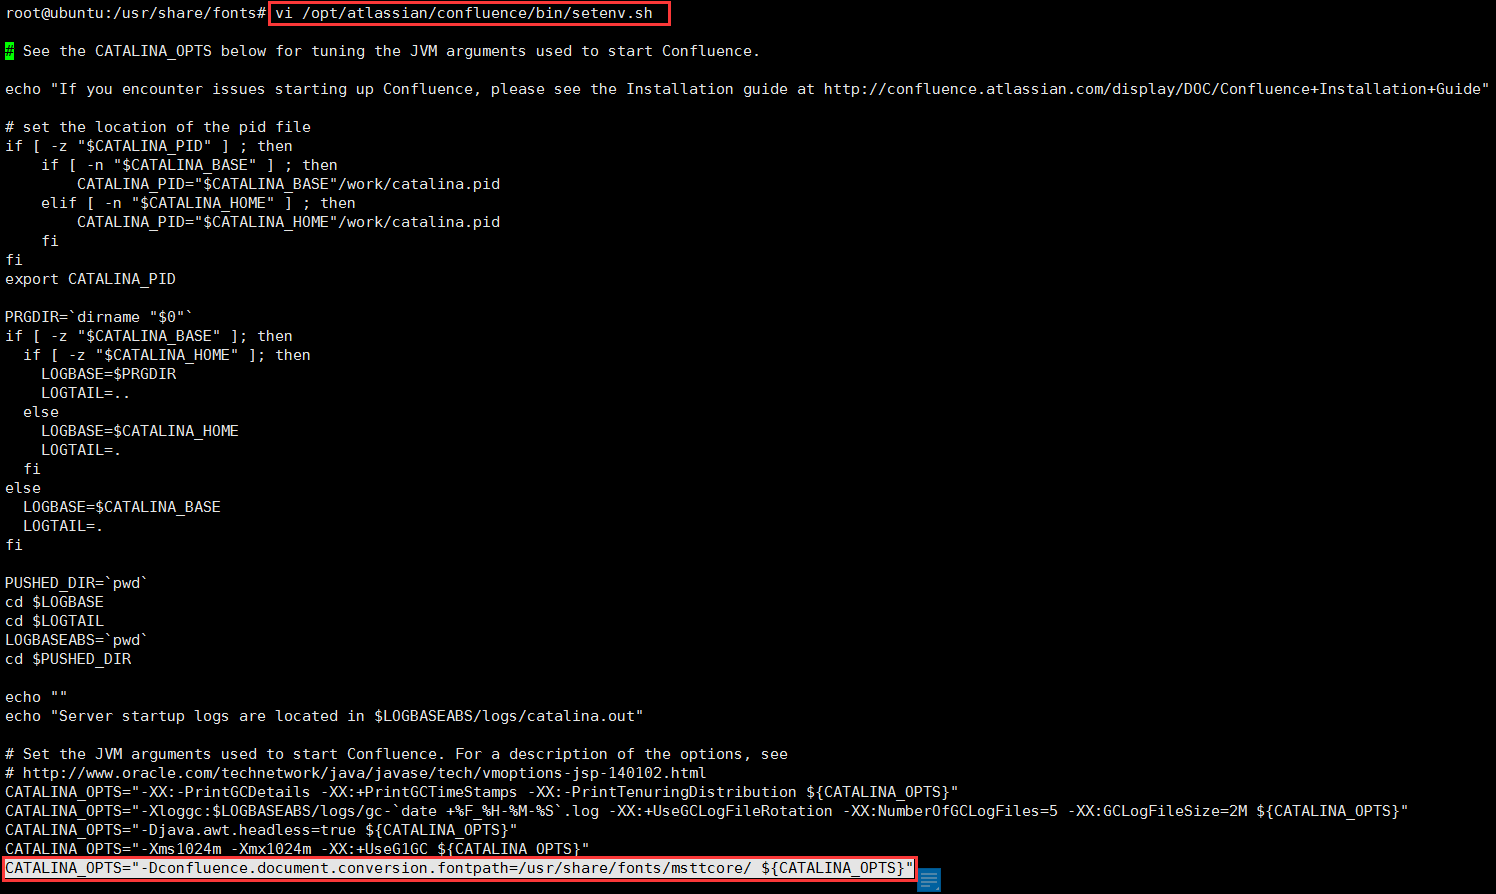 root@ubuntu:/usr/share/fonts# vi /opt/atlassian/confluence/bin/setenv.sh
# See the CATALINA_OPTS below for tuning the JVM arguments used to start Confluence.
echo "If you encounter issues starting up Confluence, please see the Installation guide at http://confluence.atlassian.com/display/DOC/Confluence+Installation+Guide"
# set the location of the pid file
if [ -z "$CATALINA_PID" ] ; then
    if [ -n "$CATALINA_BASE" ] ; then
        CATALINA_PID="$CATALINA_BASE"/work/catalina.pid
    elif [ -n "$CATALINA_HOME" ] ; then
        CATALINA_PID="$CATALINA_HOME"/work/catalina.pid
    fi
fi
export CATALINA_PID
PRGDIR=`dirname "$0"`
if [ -z "$CATALINA_BASE" ]; then
  if [ -z "$CATALINA_HOME" ]; then
    LOGBASE=$PRGDIR
    LOGTAIL=..
  else
    LOGBASE=$CATALINA_HOME
    LOGTAIL=.
  fi
else
  LOGBASE=$CATALINA_BASE
  LOGTAIL=.
fi
PUSHED_DIR=`pwd`
cd $LOGBASE
cd $LOGTAIL
LOGBASEABS=`pwd`
cd $PUSHED_DIR
echo ""
echo "Server startup logs are located in $LOGBASEABS/logs/catalina.out"
# Set the JVM arguments used to start Confluence. For a description of the options, see
# http://www.oracle.com/technetwork/java/javase/tech/vmoptions-jsp-140102.html
CATALINA_OPTS="-XX:-PrintGCDetails -XX:+PrintGCTimeStamps -XX:-PrintTenuringDistribution ${CATALINA_OPTS}"
CATALINA_OPTS="-Xloggc:$LOGBASEABS/logs/gc-`date +%F_%H-%M-%S`.log -XX:+UseGCLogFileRotation -XX:NumberOfGCLogFiles=5 -XX:GCLogFileSize=2M ${CATALINA_OPTS}"
CATALINA_OPTS="-Djava.awt.headless=true ${CATALINA_OPTS}"
CATALINA_OPTS="-Xms1024m -Xmx1024m -XX:+UseG1GC ${CATALINA_OPTS}"
CATALINA_OPTS="-Dconfluence.document.conversion.fontpath=/usr/share/fonts/msttcore/ ${CATALINA_OPTS}"